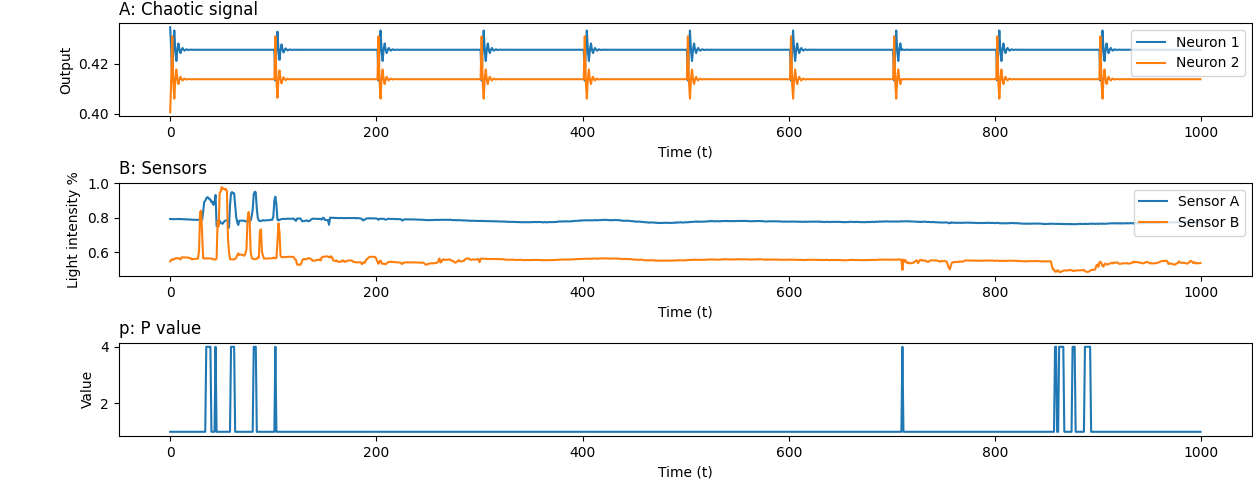 A: Chaotic signal
Output
0.42
0.40
Neuron 1
Neuron 2
0 200 400 600 800 1000
Time (t)
B: Sensors
Light intensity %
1.0
0.8
0.6
Sensor A
Sensor B
0 200 400 600 800 1000
Time (t)
p: P value
Value
4
2
0 200 400 600 800 1000
Time (t)